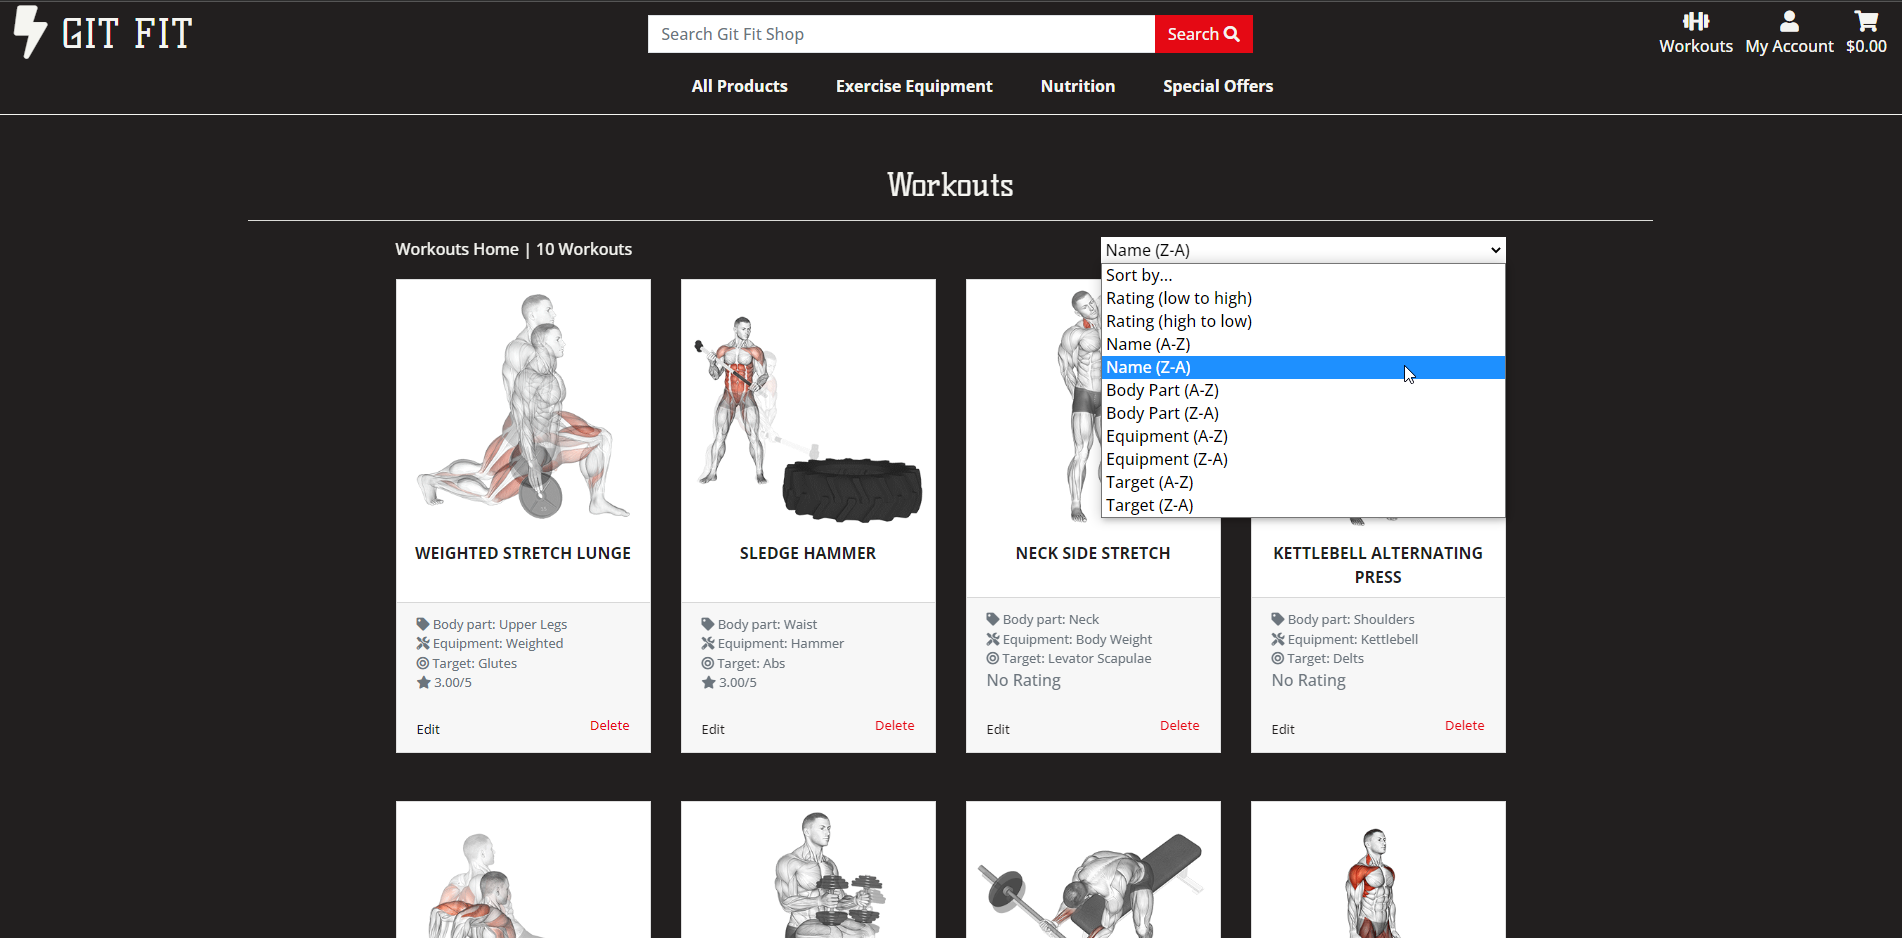 GIT FIT
Search Git Fit Shop
Search
Workouts
My Account
$0.00
All Products
Exercise Equipment
Nutrition
Special Offers
Workouts
Workouts Home | 10 Workouts
Name (Z-A)
Sort by...
Rating (low to high)
Rating (high to low)
Name (A-Z)
Name (Z-A)
Body Part (A-Z)
Body Part (Z-A)
Equipment (A-Z)
Equipment (Z-A)
Target (A-Z)
Target (Z-A)
WEIGHTED STRETCH LUNGE
Body part: Upper Legs
Equipment: Weighted
Target: Glutes
3.00/5
Edit
Delete
SLEDGE HAMMER
Body part: Waist
Equipment: Hammer
Target: Abs
3.00/5
Edit
Delete
NECK SIDE STRETCH
Body part: Neck
Equipment: Body Weight
Target: Levator Scapulae
No Rating
Edit
Delete
KETTLEBELL ALTERNATING
PRESS
Body part: Shoulders
Equipment: Kettlebell
Target: Delts
No Rating
Edit
Delete